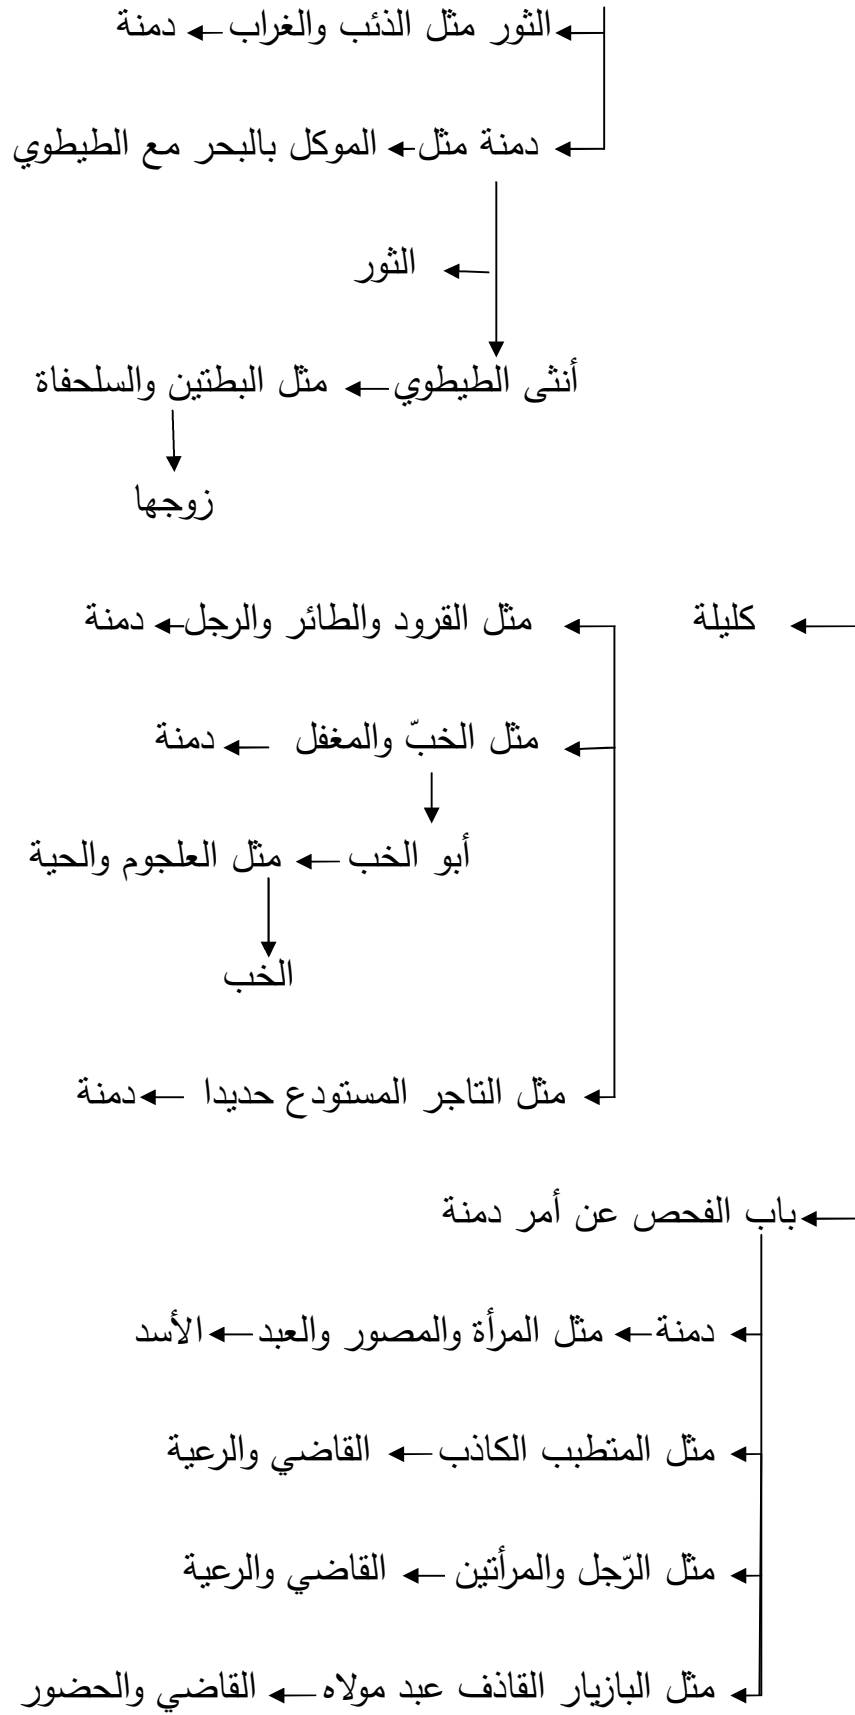 الثور مثل الذئب والغراب دمنة
دمنة مثل الموكل بالبحر مع الطيطوي
الثور
أنثى الطيطوي مثل البطتين والسلحفاة
زوجها
كليلة مثل القرود والطائر والرجل دمنة
مثل الخبّ والمغفل دمنة
أبو الخب مثل العلجوم والحية
الخب
مثل التاجر المستودع حديدا دمنة
باب الفحص عن أمر دمنة
دمنة مثل المرأة والمصور والعبد الأسد
مثل المتطبب الكاذب القاضي والرعية
مثل الرّجل والمرأتين القاضي والرعية
مثل البازيار القاذف عبد مولاه القاضي والحضور